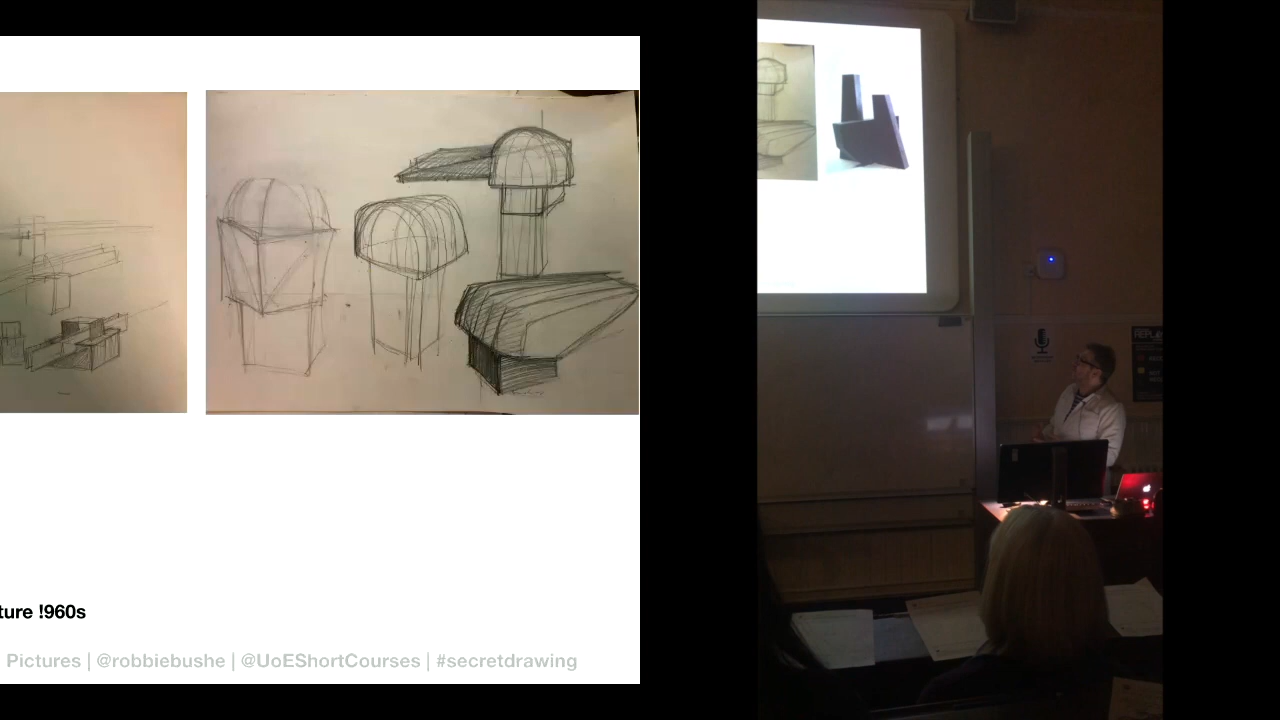 ture !960s
Pictures | @robbiebushe | @UoEShortCourses | #secretdrawing